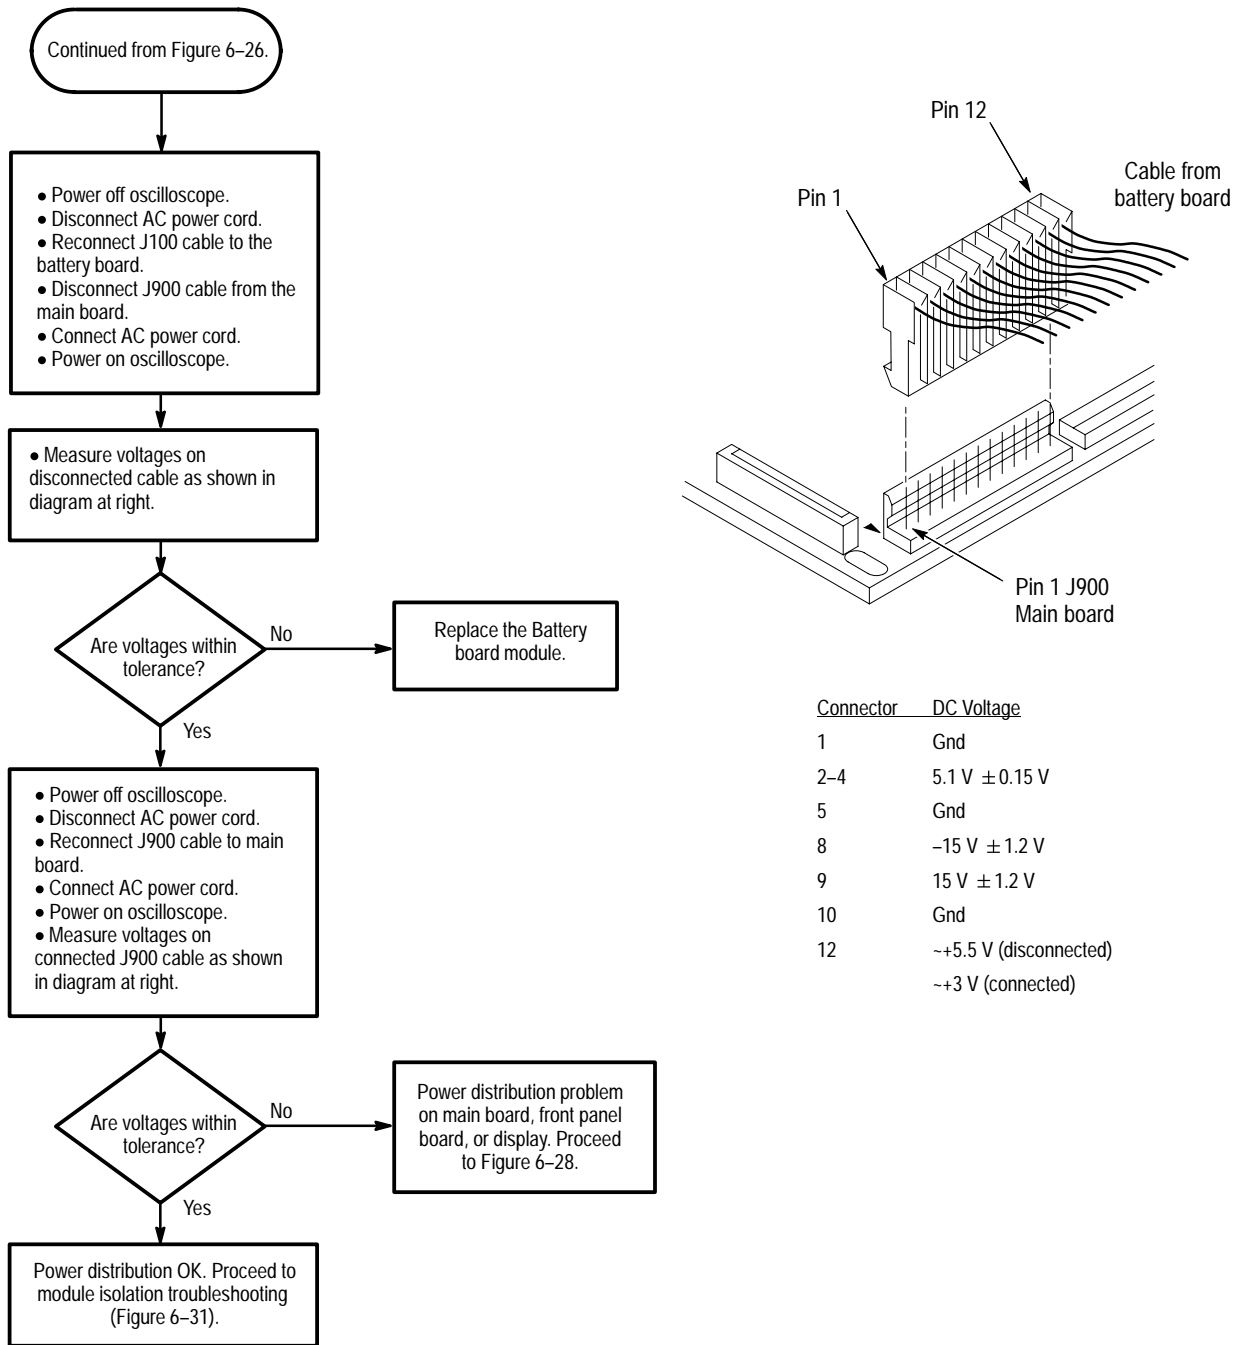 Continued from Figure 6–26.
● Power off oscilloscope.
● Disconnect AC power cord.
● Reconnect J100 cable to the
battery board.
● Disconnect J900 cable from the
main board.
● Connect AC power cord.
● Power on oscilloscope.
● Measure voltages on
disconnected cable as shown in
diagram at right.
Are voltages within
tolerance?
No
Replace the Battery
board module.
Yes
● Power off oscilloscope.
● Disconnect AC power cord.
● Reconnect J900 cable to main
board.
● Connect AC power cord.
● Power on oscilloscope.
● Measure voltages on
connected J900 cable as shown
in diagram at right.
Are voltages within
tolerance?
No
Power distribution problem
on main board, front panel
board, or display. Proceed
to Figure 6–28.
Yes
Power distribution OK. Proceed to
module isolation troubleshooting
(Figure 6–31).
Pin 12
Pin 1
Cable from
battery board
Pin 1 J900
Main board
Connector DC Voltage
1 Gnd
2–4 5.1 V ±0.15 V
5 Gnd
8 –15 V ±1.2 V
9 15 V ±1.2 V
10 Gnd
12 ~+5.5 V (disconnected)
~+3 V (connected)